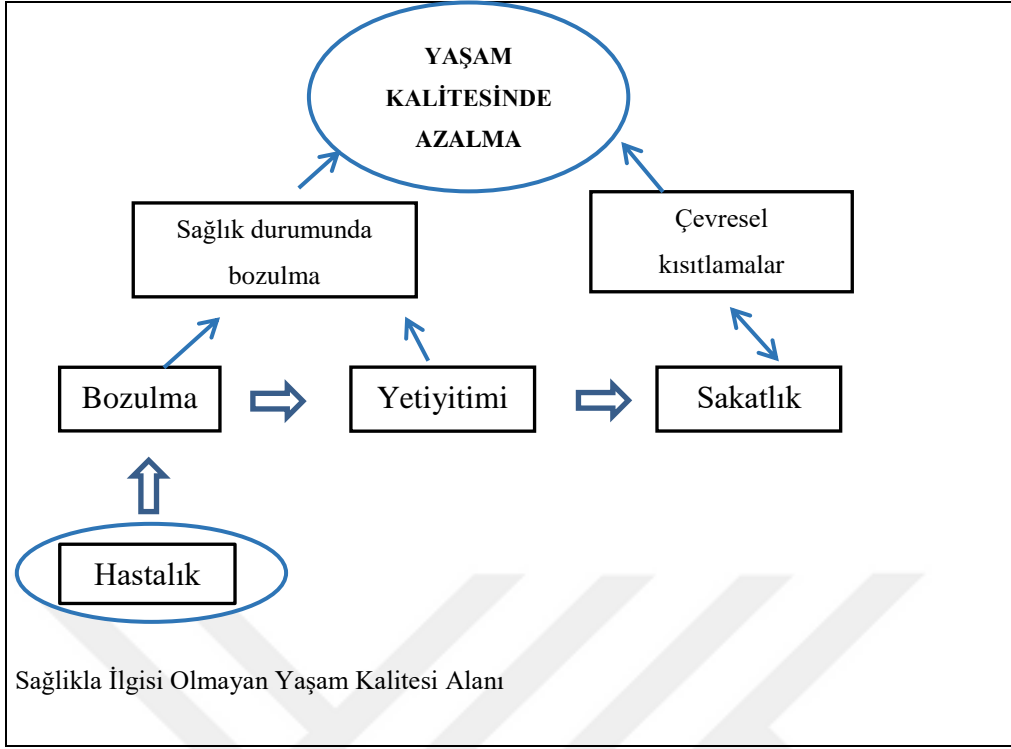 YAŞAM
KALİTESİNDE
AZALMA
Sağlık durumunda
bozulma
Çevresel
kısıtlamalar
Bozulma
Yetiyitimi
Sakatlık
Hastalık
Sağlikla İlgisi Olmayan Yaşam Kalitesi Alanı